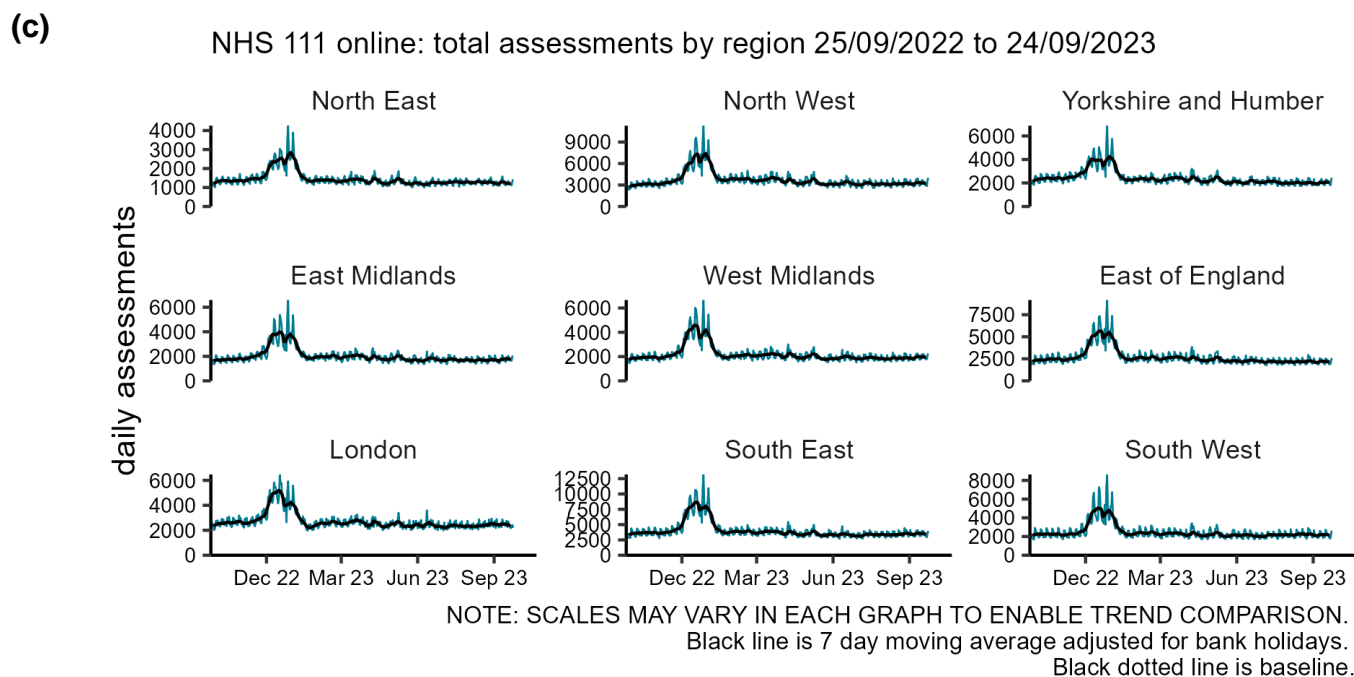 (c)
NHS 111 online: total assessments by region 25/09/2022 to 24/09/2023
daily assessments
North East
4000
3000
2000
1000
0
North West
9000
6000
3000
0
Yorkshire and Humber
6000
4000
2000
0
East Midlands
6000
4000
2000
0
West Midlands
6000
4000
2000
0
East of England
7500
5000
2500
0
London
6000
4000
2000
0
Dec 22 Mar 23 Jun 23 Sep 23
South East
12500
10000
7500
5000
2500
0
Dec 22 Mar 23 Jun 23 Sep 23
South West
8000
6000
4000
2000
0
Dec 22 Mar 23 Jun 23 Sep 23
NOTE: SCALES MAY VARY IN EACH GRAPH TO ENABLE TREND COMPARISON.
Black line is 7 day moving average adjusted for bank holidays.
Black dotted line is baseline.